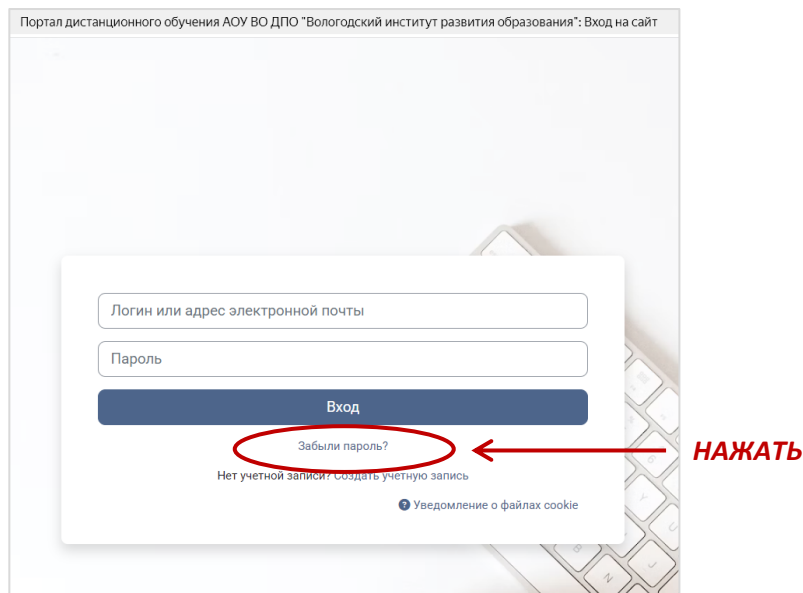 Портал дистанционного обучения АОУ ВО ДПО "Вологодский институт развития образования": Вход на сайт
Логин или адрес электронной почты
Пароль
Вход
Забыли пароль?
НАЖАТЬ
Нет учетной записи? Создать учетную запись
Уведомление о файлах cookie